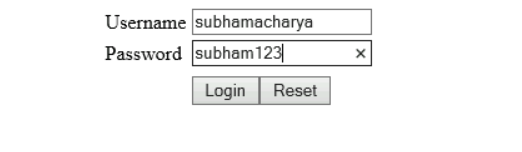 Username subhamacharya
Password subham123
Login Reset